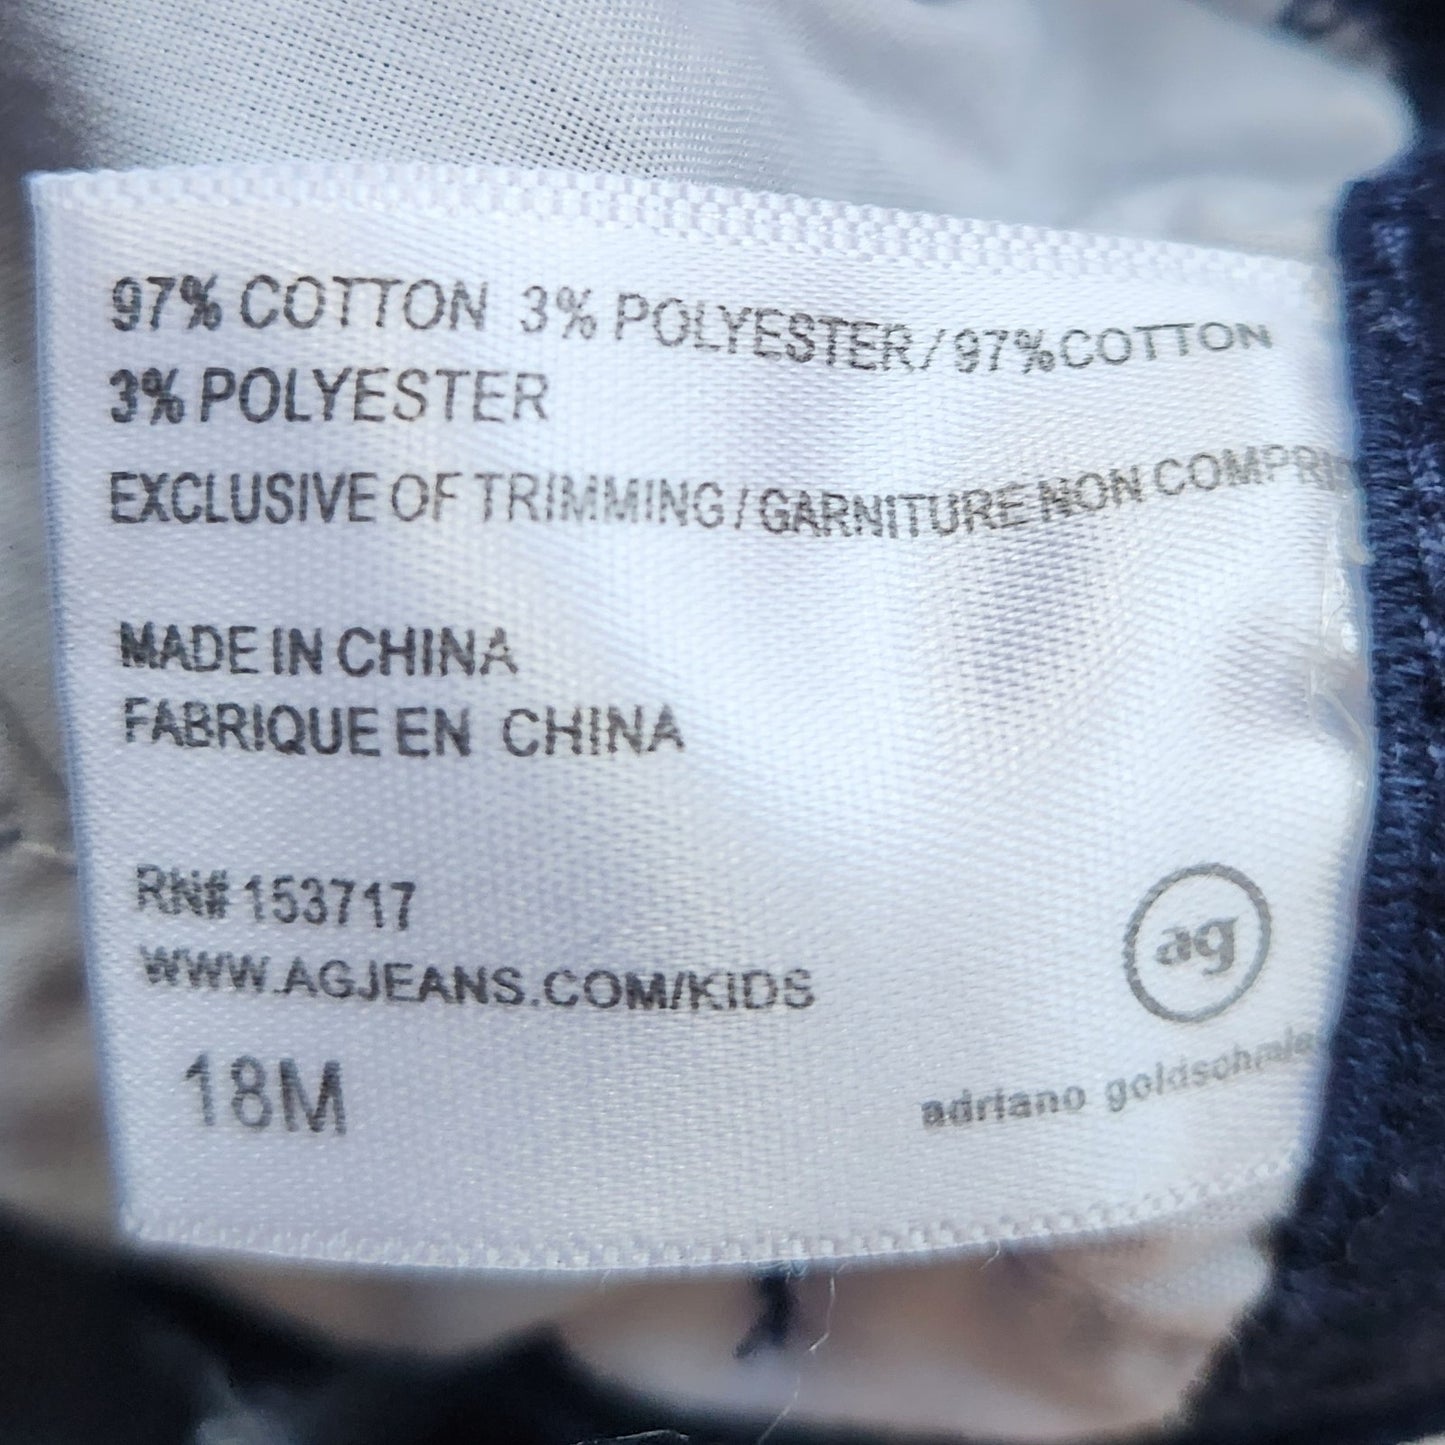 97% COTTON 3% POLYESTER/97%COTTON
3% POLYESTER
EXCLUSIVE OF TRIMMING/GARNITURE NON
MADE IN CHINA
FABRIQUE EN CHINA
RN# 153717
WWW.AGJEANS.COM/KIDS
ag
18M
adriano